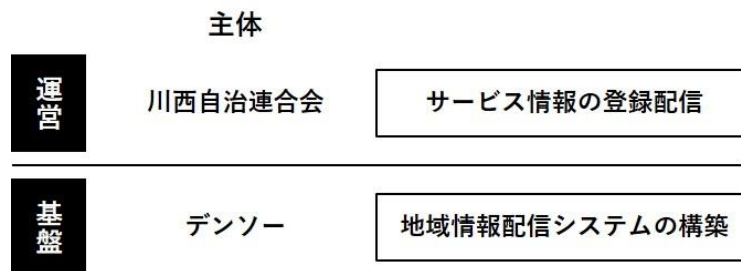 主体
運営
川西自治連合会
サービス情報の登録配信
基盤
デンソー
地域情報配信システムの構築